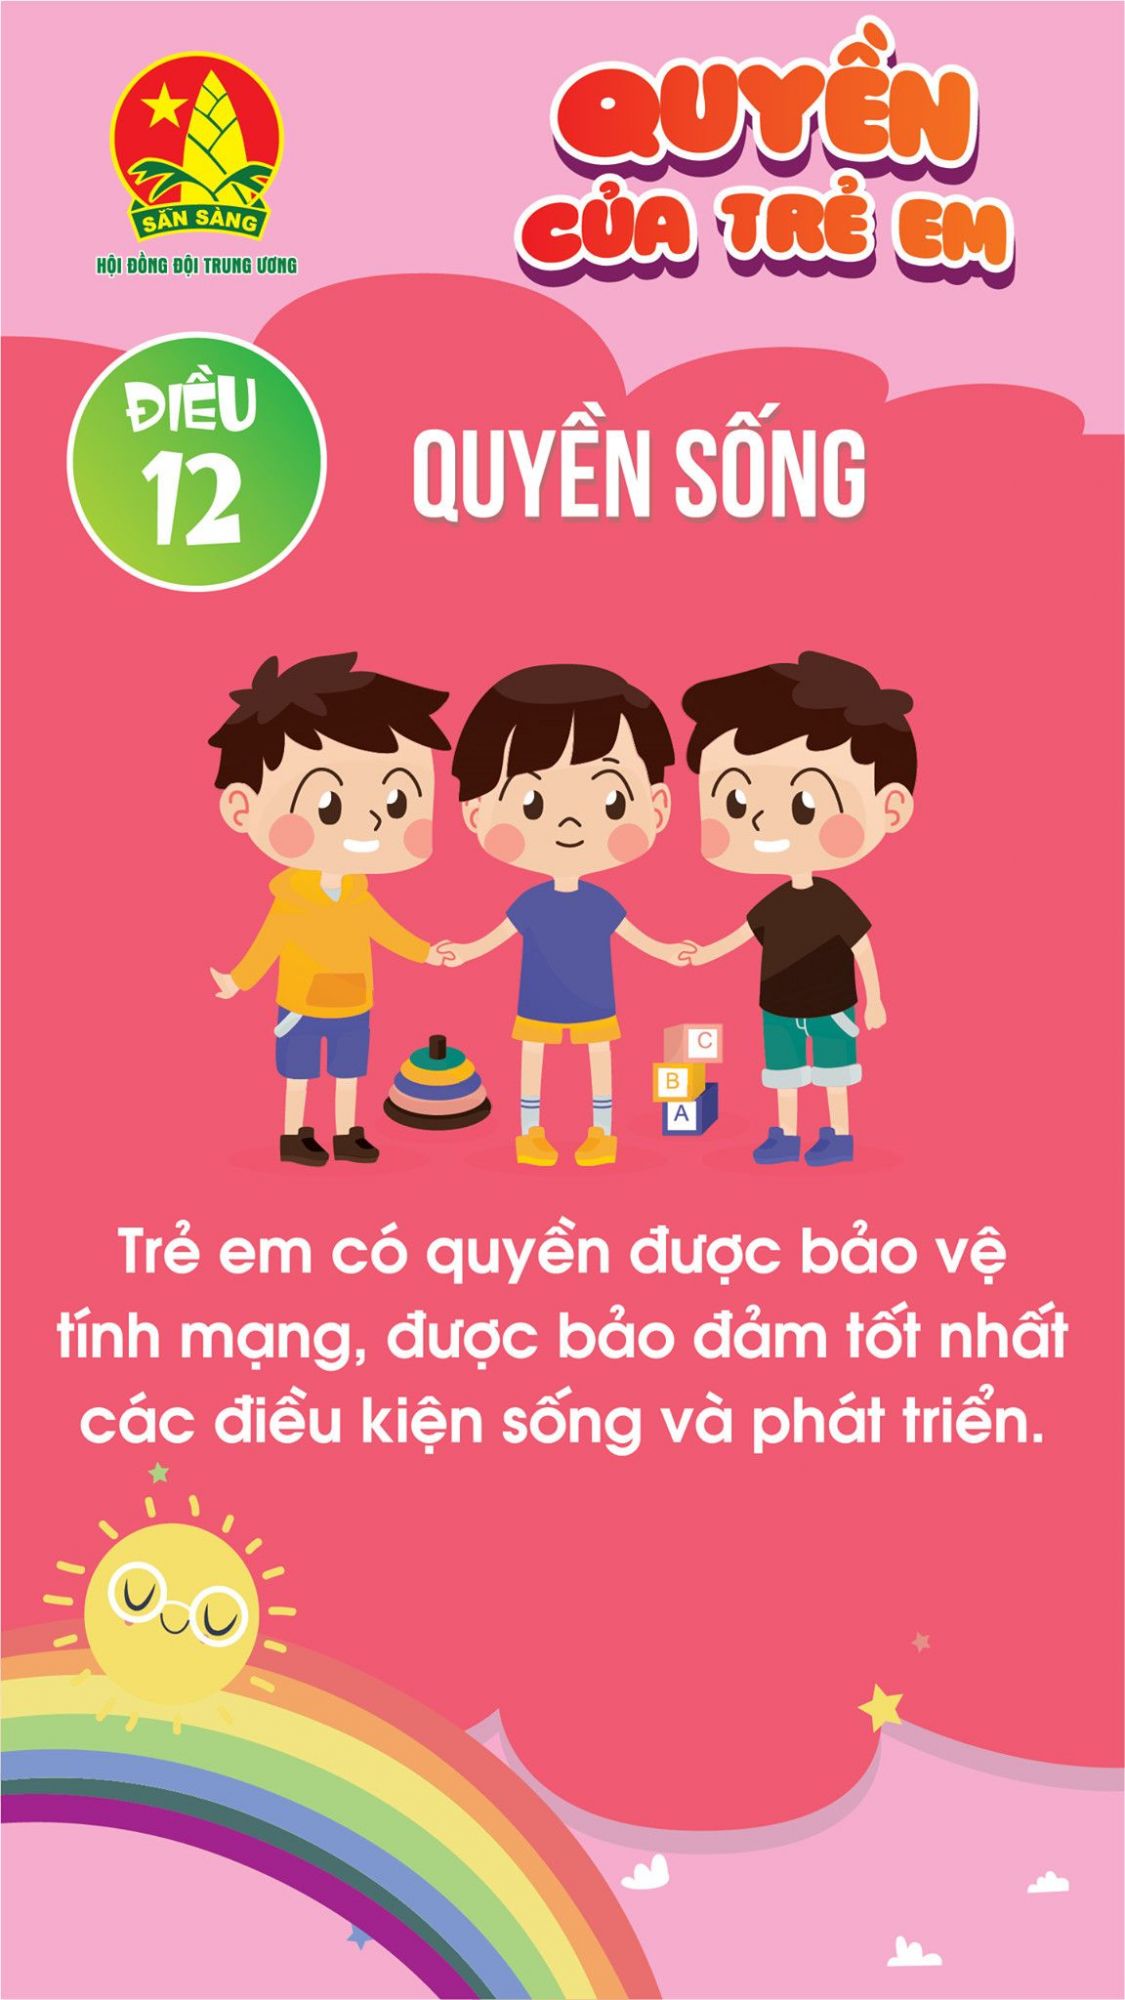 SẴN SÀNG
HỘI ĐỒNG ĐỘI TRUNG ƯƠNG
QUYỀN
CỦA TRẺ EM
ĐIỀU
12
QUYỀN SỐNG
C
B
A
Trẻ em có quyền được bảo vệ
tính mạng, được bảo đảm tốt nhất
các điều kiện sống và phát triển.